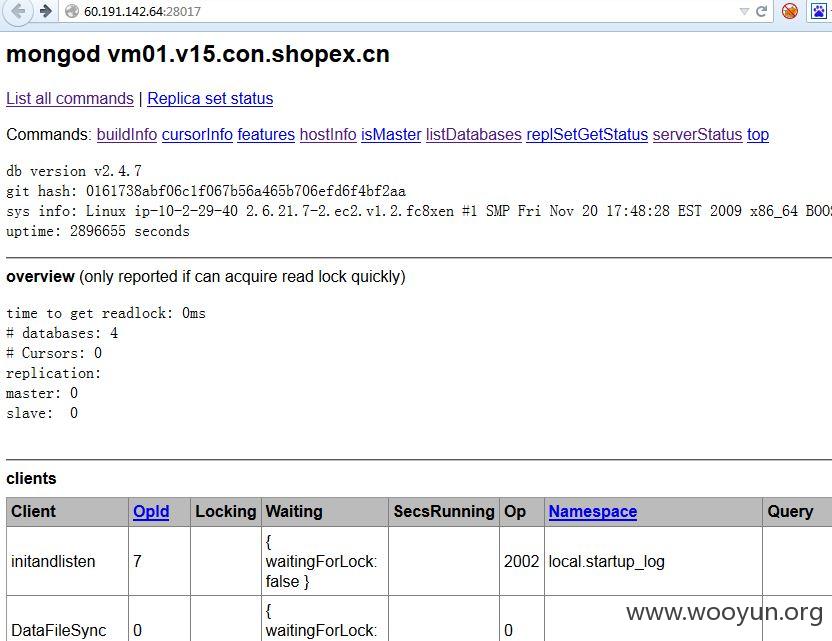 60.191.142.64:28017
mongod vm01.v15.con.shopex.cn
List all commands | Replica set status
Commands: buildInfo cursorInfo features hostInfo isMaster listDatabases replSetGetStatus serverStatus top
db version v2.4.7
git hash: 0161738abf06c1f067b56a465b706efd6f4bf2aa
sys info: Linux ip-10-2-29-40 2.6.21.7-2.ec2.v1.2.fc8xen #1 SMP Fri Nov 20 17:48:28 EST 2009 x86_64 BOOS
uptime: 2896655 seconds
overview (only reported if can acquire read lock quickly)
time to get readlock: 0ms
# databases: 4
# Cursors: 0
replication:
master: 0
slave: 0
clients
Client OpId Locking Waiting SecsRunning Op Namespace Query
initandlisten 7 { waitingForLock: false } 2002 local.startup_log
DataFileSync 0 { waitingForLock: 0
www.wooyun.org